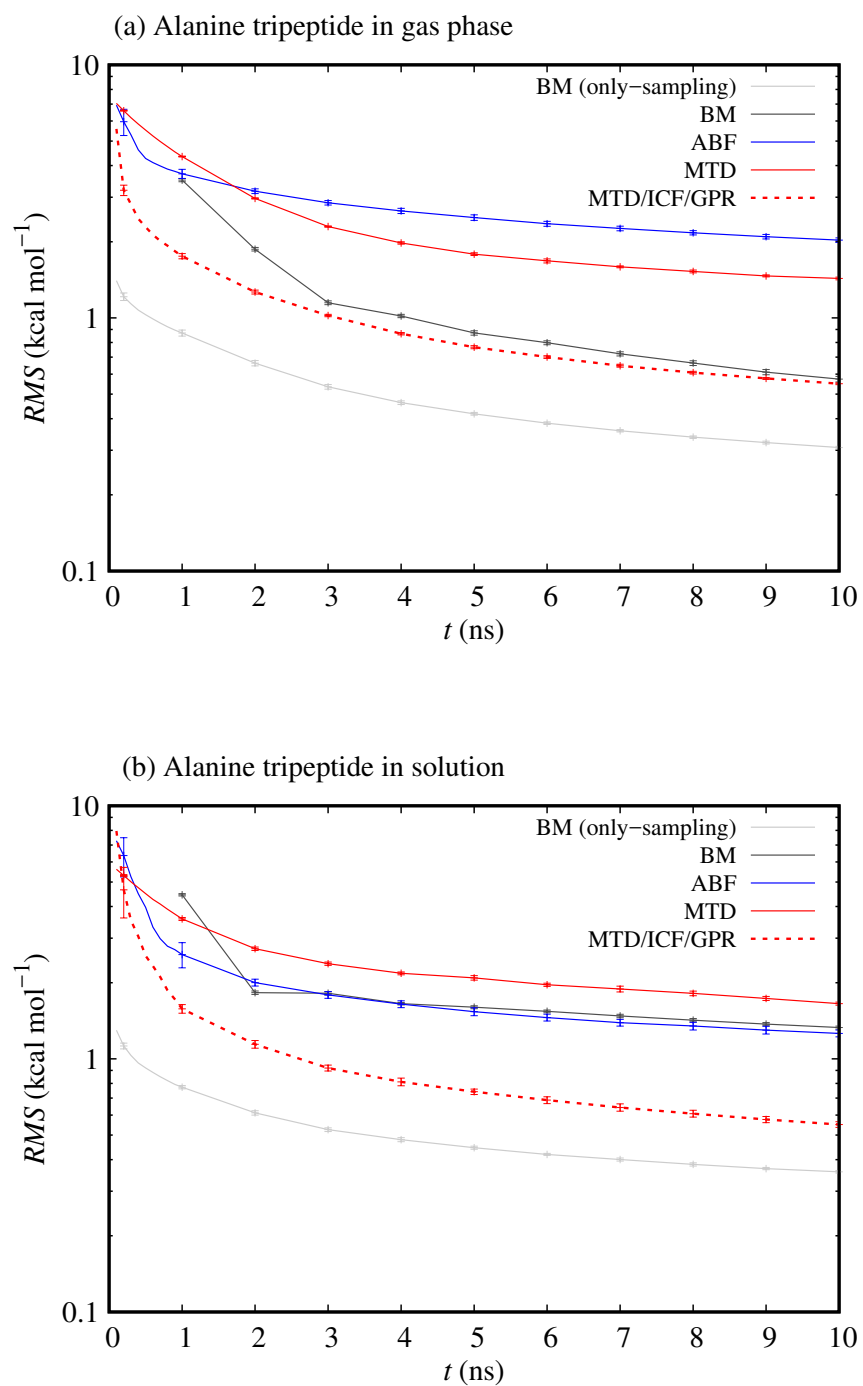 (a) Alanine tripeptide in gas phase
10
1
0.1
RMS (kcal mol⁻¹)
BM (only−sampling)
BM
ABF
MTD
MTD/ICF/GPR
0 1 2 3 4 5 6 7 8 9 10
t (ns)
(b) Alanine tripeptide in solution
10
1
0.1
RMS (kcal mol⁻¹)
BM (only−sampling)
BM
ABF
MTD
MTD/ICF/GPR
0 1 2 3 4 5 6 7 8 9 10
t (ns)